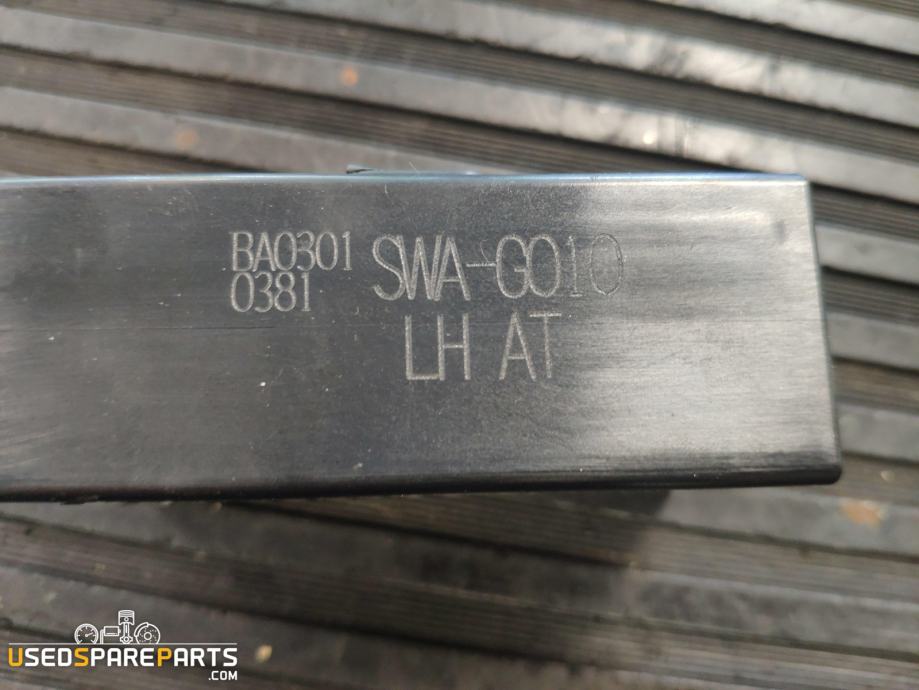 BA0301
0381
SWA-G010
LH AT
USEDSPAREPARTS
.COM